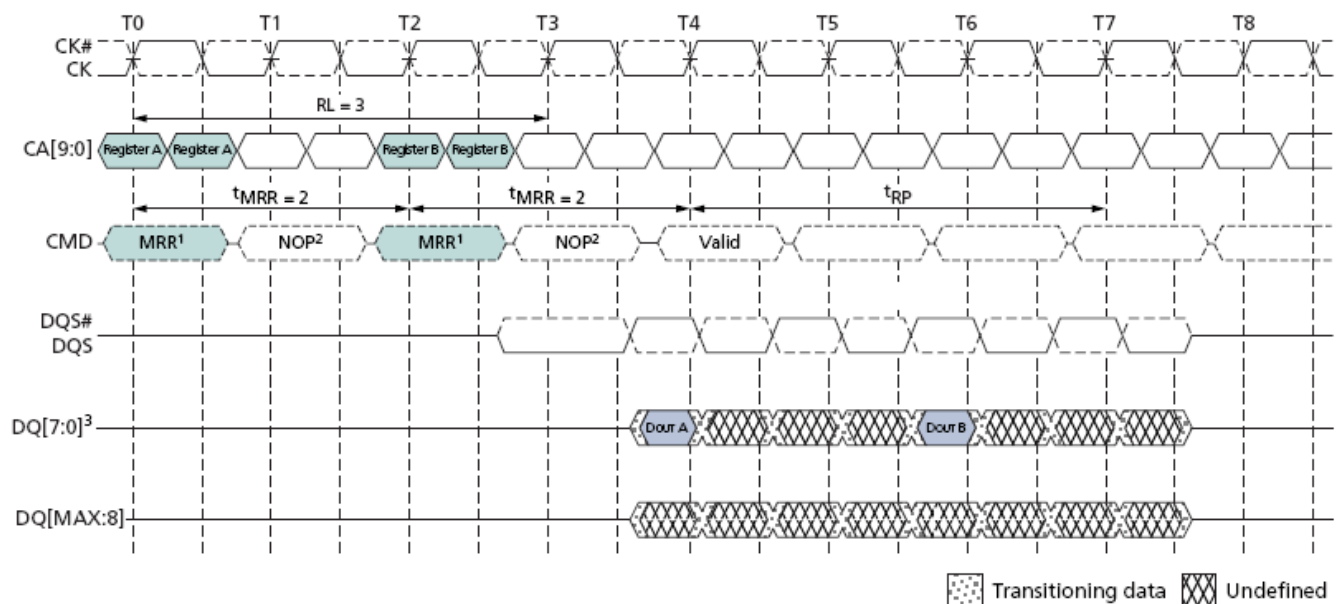 T0 T1 T2 T3 T4 T5 T6 T7 T8
CK#
CK
RL = 3
CA[9:0] Register A Register A Register B Register B
tMRR = 2 tMRR = 2 tRP
CMD MRR1 NOP2 MRR1 NOP2 Valid
DQS#
DQS
DQ[7:0]3 DOUT A DOUT B
DQ[MAX:8]
Transitioning data Undefined